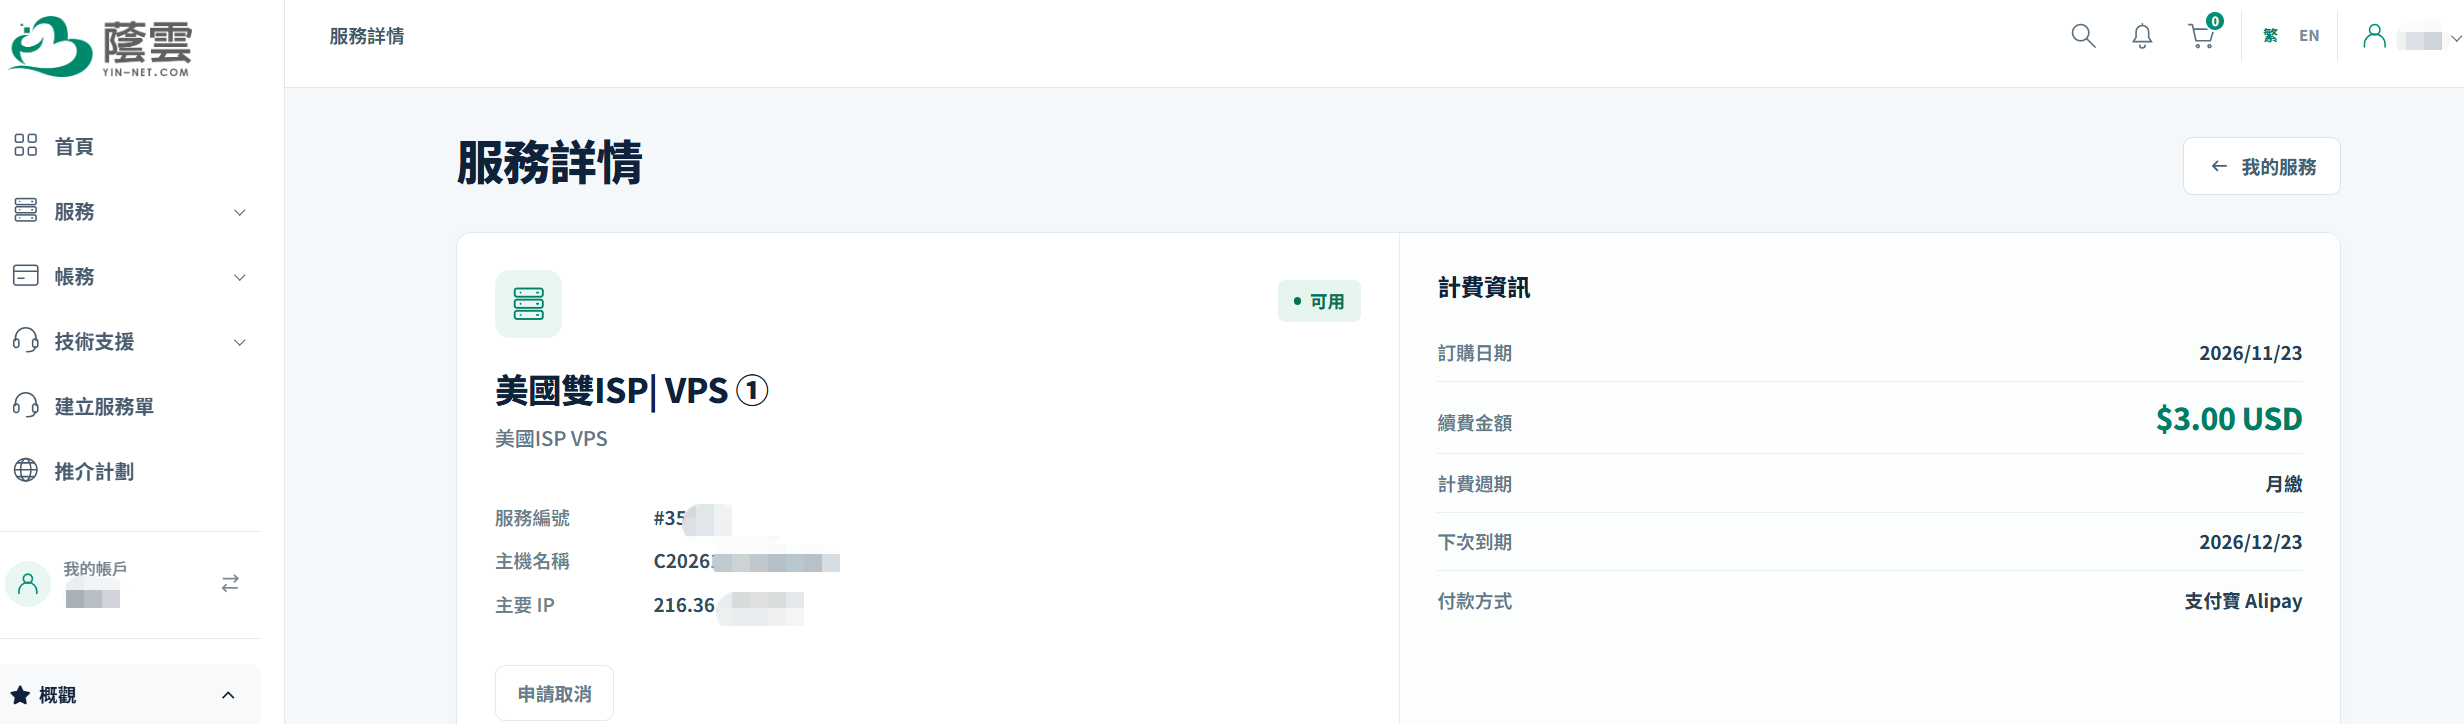 蔭雲
YIN-NET.COM
服務詳情
0
繁 EN
首頁
服務
帳務
技術支援
建立服務單
推介計劃
我的帳戶
概觀
服務詳情
← 我的服務
可用
美國雙ISP| VPS ①
美國ISP VPS
服務編號 #35
主機名稱 C2026
主要 IP 216.36
申請取消
計費資訊
訂購日期 2026/11/23
續費金額 $3.00 USD
計費週期 月繳
下次到期 2026/12/23
付款方式 支付寶 Alipay